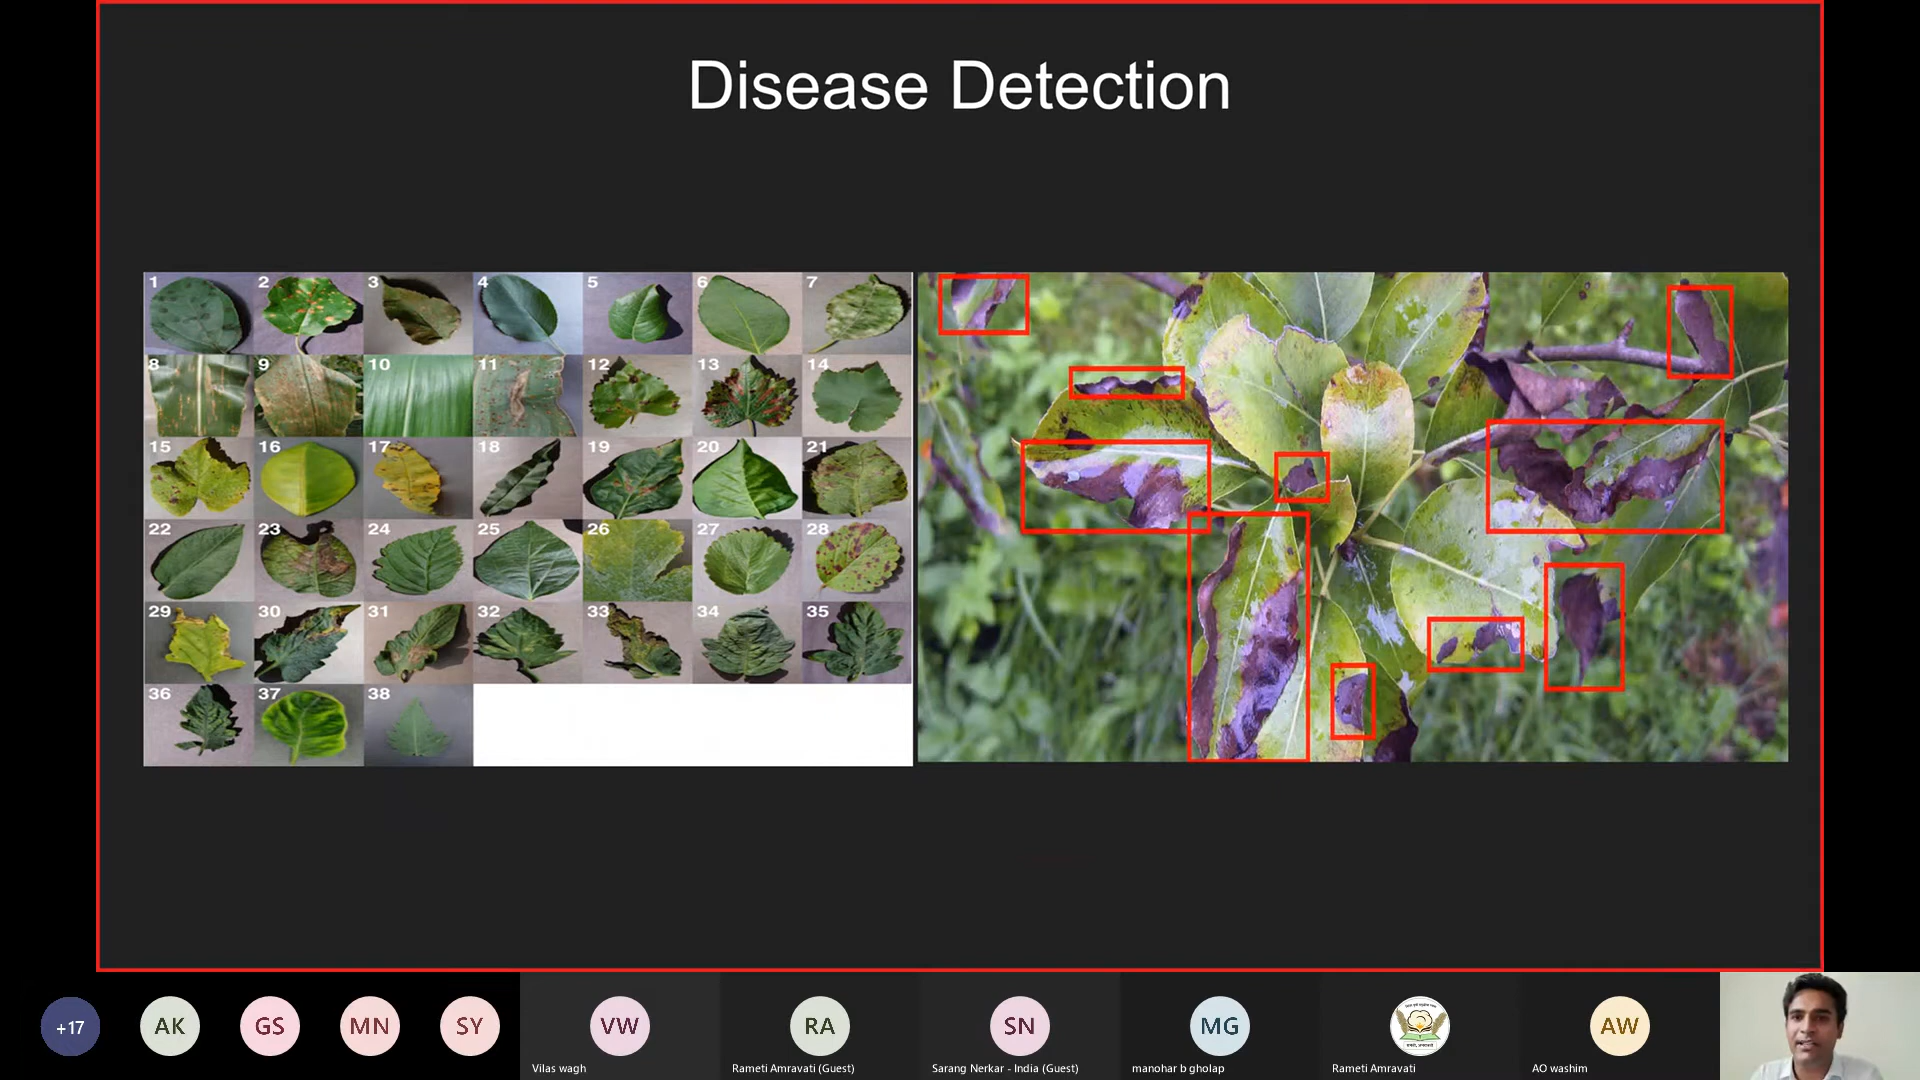 Disease Detection
1 2 3 4 5 6 7
8 9 10 11 12 13 14
15 16 17 18 19 20 21
22 23 24 25 26 27 28
29 30 31 32 33 34 35
36 37 38
+17 AK GS MN SY VW RA SN MG AW
Vilas wagh Rameti Amravati (Guest) Sarang Nerkar - India (Guest) manohar b gholap Rameti Amravati AO washim